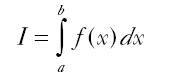 I = ∫_a^b f(x) dx